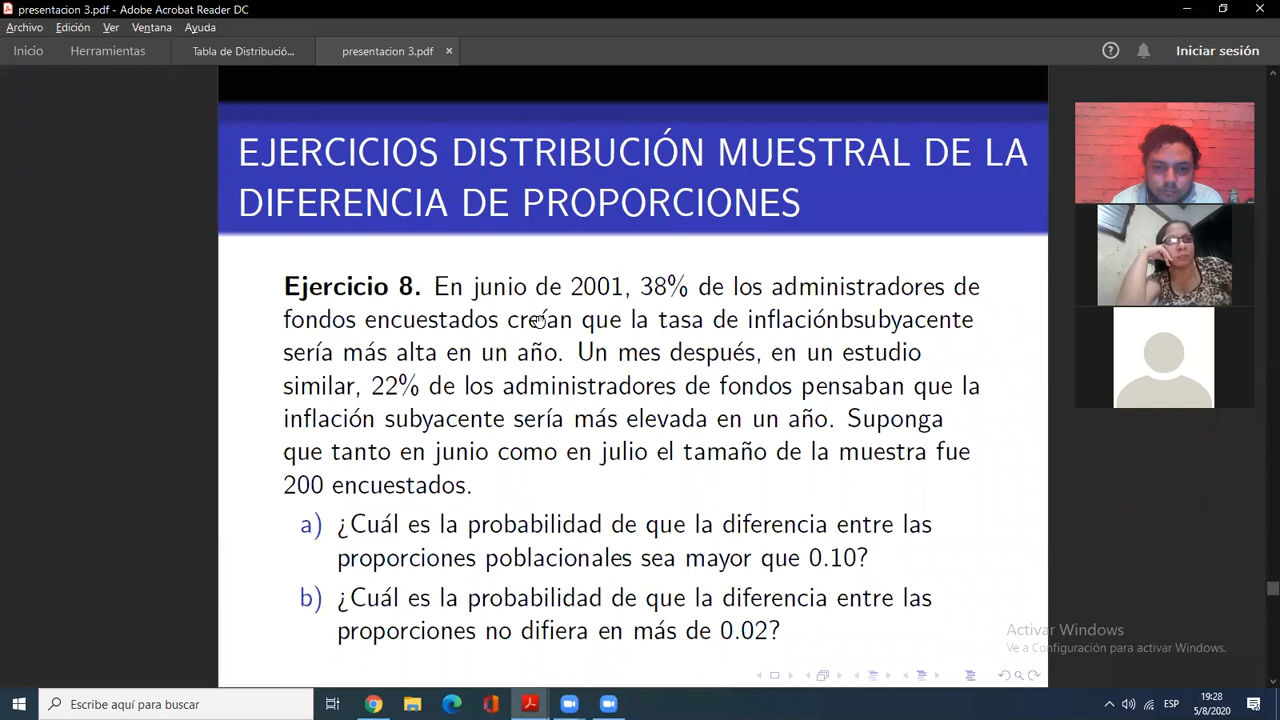 presentacion 3.pdf - Adobe Acrobat Reader DC
Archivo Edición Ver Ventana Ayuda
Inicio Herramientas Tabla de Distribució... presentacion 3.pdf × Iniciar sesión
EJERCICIOS DISTRIBUCIÓN MUESTRAL DE LA
DIFERENCIA DE PROPORCIONES
Ejercicio 8. En junio de 2001, 38% de los administradores de
fondos encuestados creían que la tasa de inflaciónbsubyacente
sería más alta en un año. Un mes después, en un estudio
similar, 22% de los administradores de fondos pensaban que la
inflación subyacente sería más elevada en un año. Suponga
que tanto en junio como en julio el tamaño de la muestra fue
200 encuestados.
a) ¿Cuál es la probabilidad de que la diferencia entre las
proporciones poblacionales sea mayor que 0.10?
b) ¿Cuál es la probabilidad de que la diferencia entre las
proporciones no difiera en más de 0.02?
Activar Windows
Ve a Configuración para activar Windows.
Escribe aquí para buscar
ESP
19:28
5/8/2020